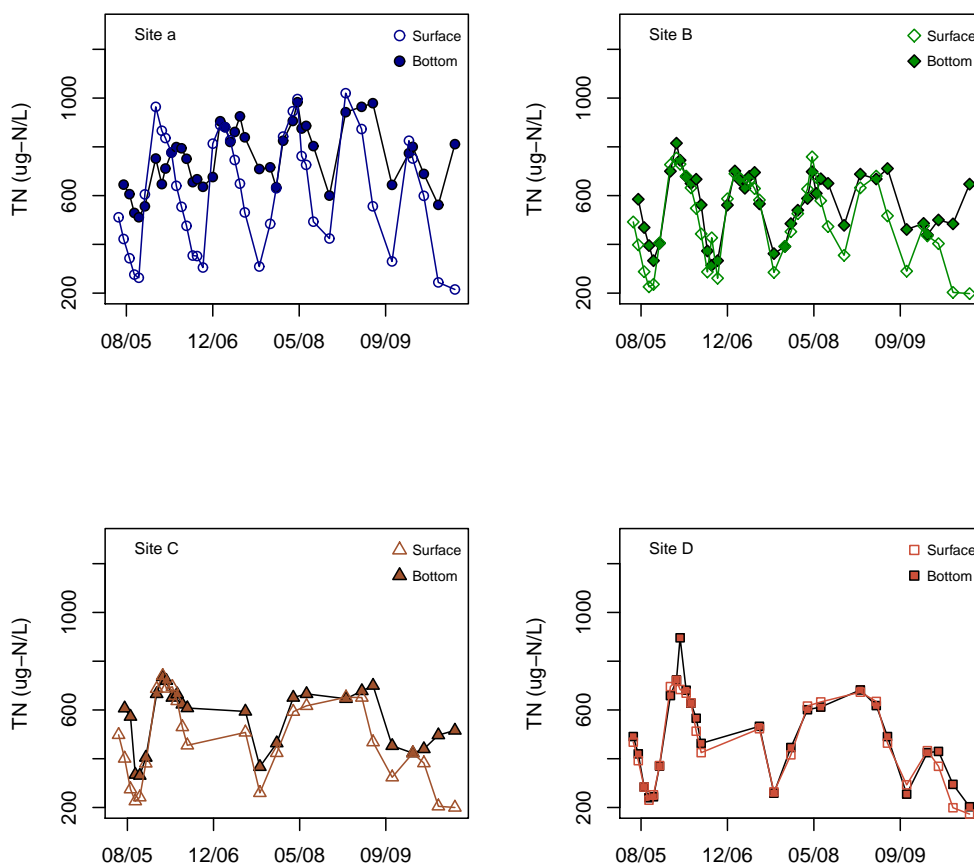 Site a
Surface
Bottom
TN (ug−N/L)
1000
600
200
08/05 12/06 05/08 09/09
Site B
Surface
Bottom
TN (ug−N/L)
1000
600
200
08/05 12/06 05/08 09/09
Site C
Surface
Bottom
TN (ug−N/L)
1000
600
200
08/05 12/06 05/08 09/09
Site D
Surface
Bottom
TN (ug−N/L)
1000
600
200
08/05 12/06 05/08 09/09